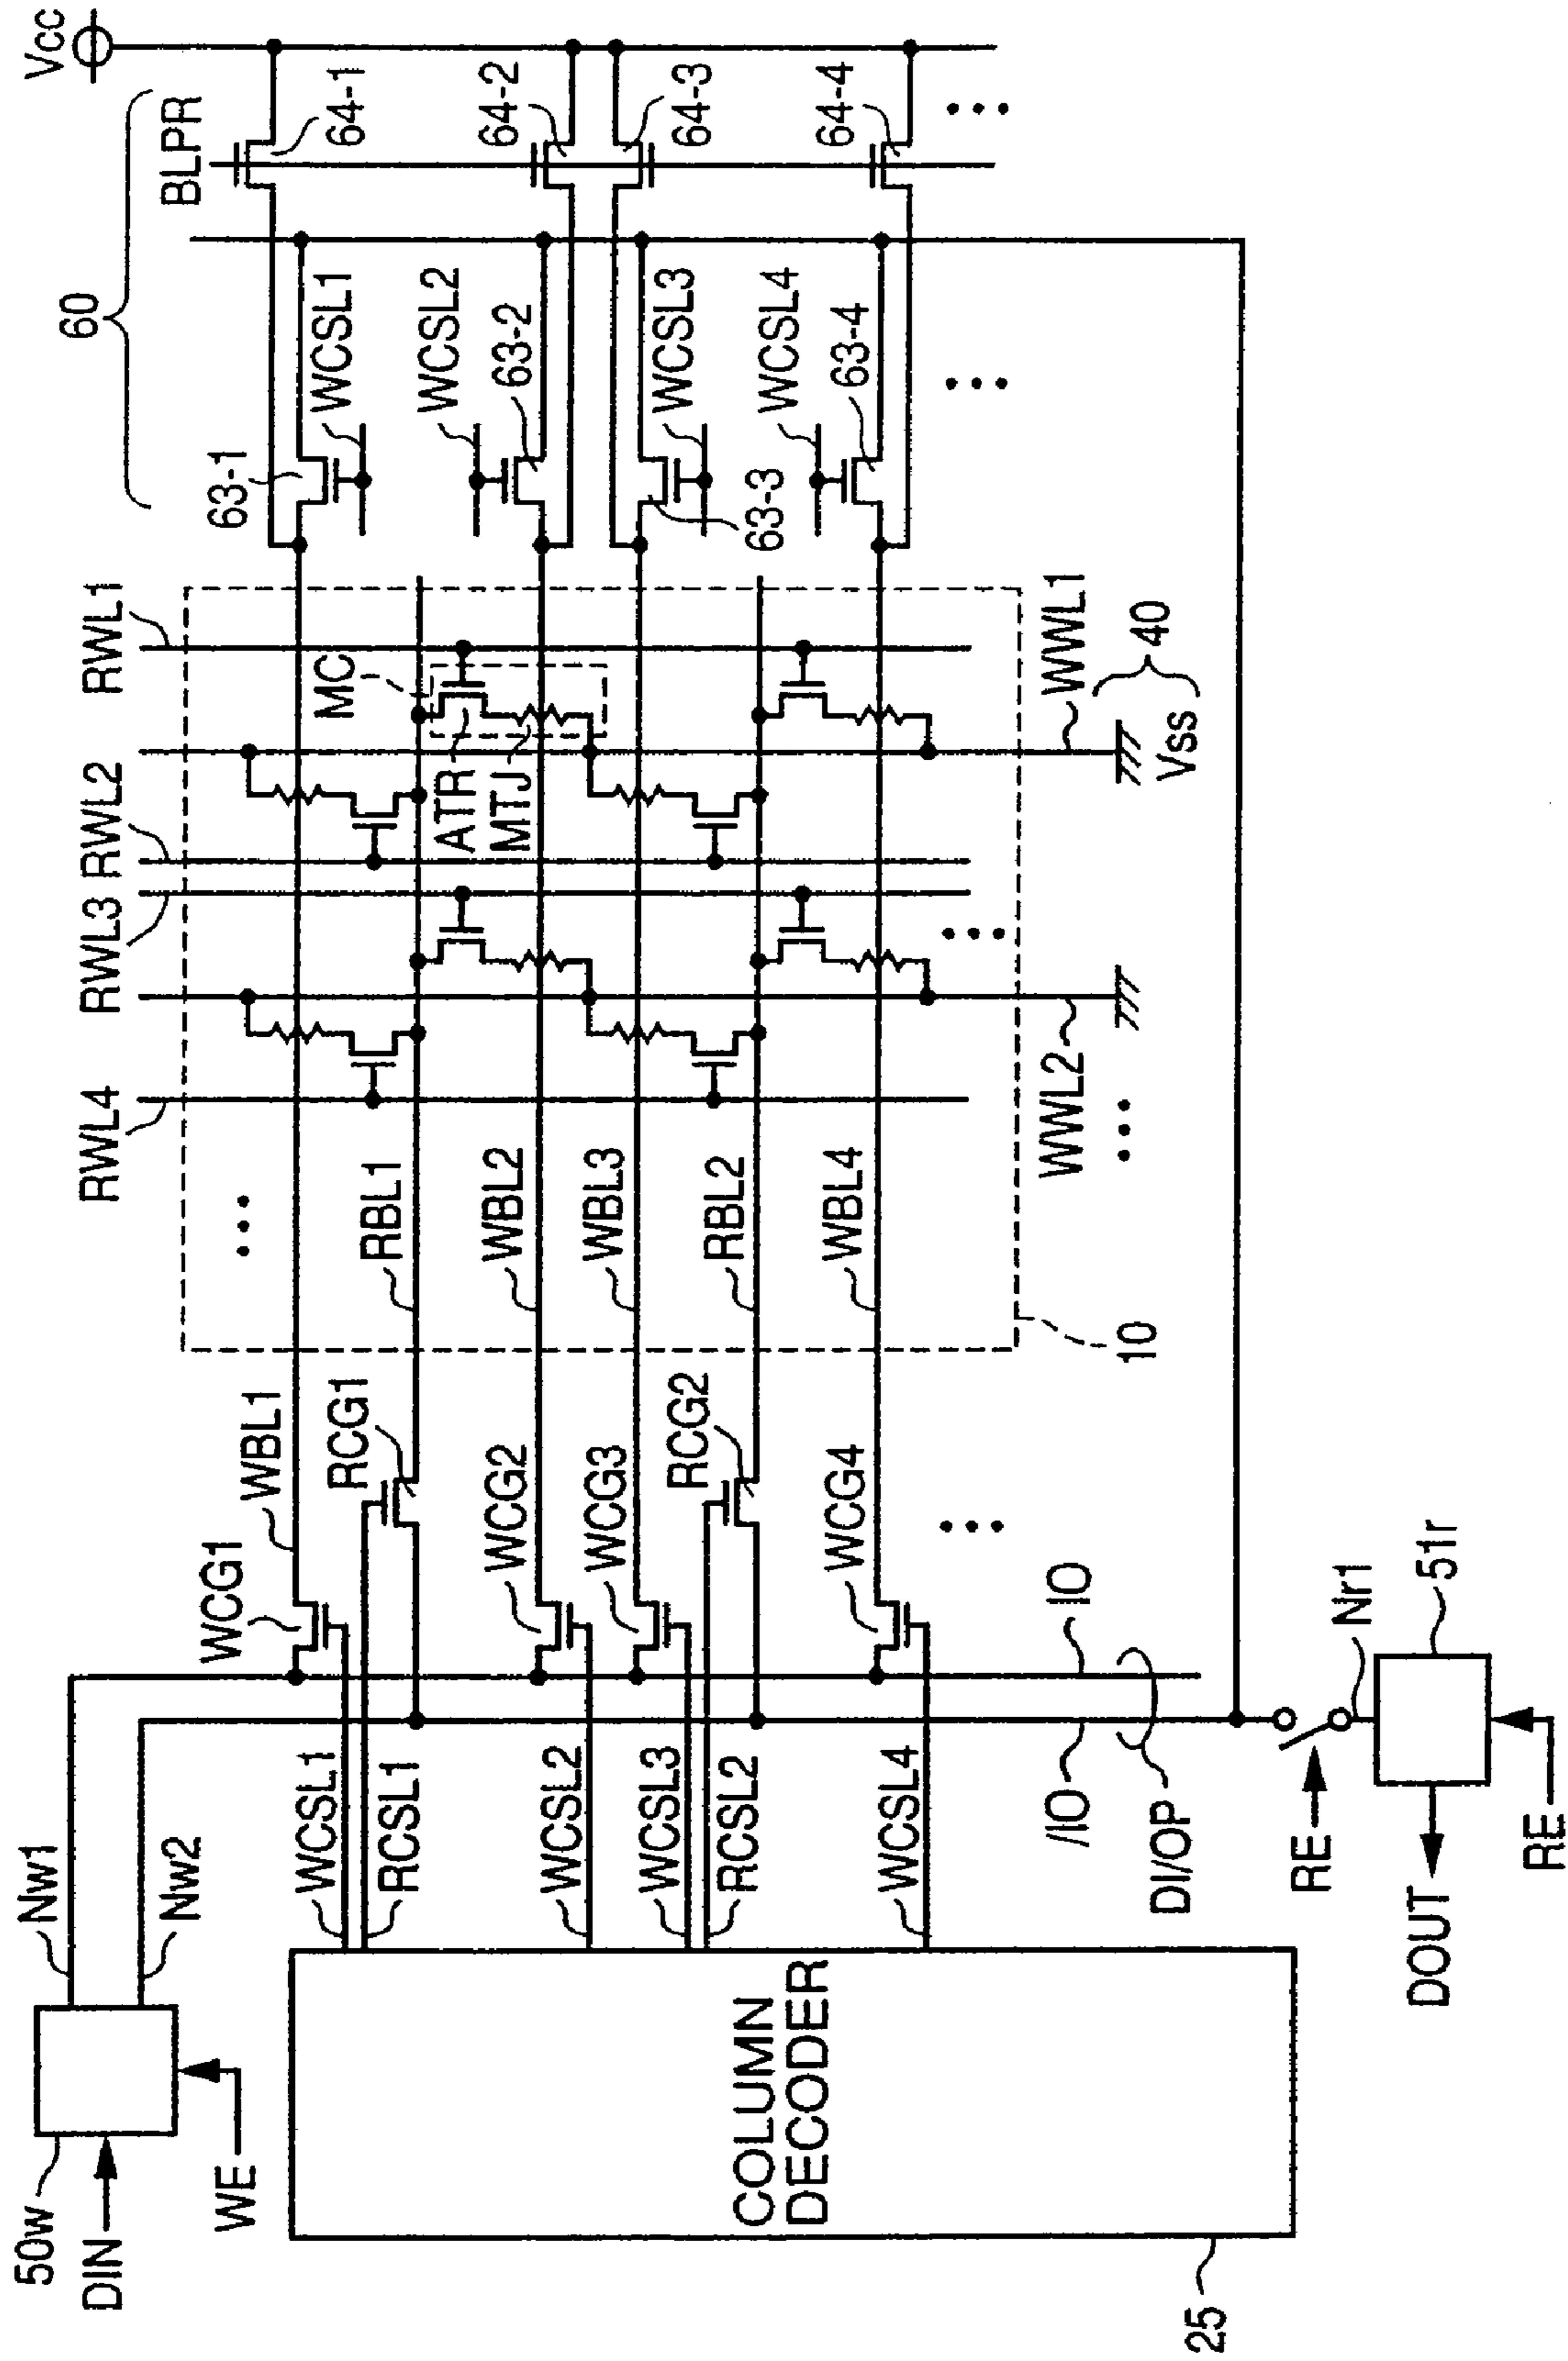 Vcc
60
BLPR
64-1
64-2
64-3
64-4
63-1
WCSL1
WCSL2
63-2
WCSL3
63-3
WCSL4
63-4
RWL1
RWL2
RWL3
RWL4
MC
ATR
MTJ
WWL1
40
Vss
WWL2
RBL1
WBL2
WBL3
RBL2
WBL4
10
WBL1
RCG1
WCG1
WCG2
WCG3
RCG2
WCG4
IO
/IO
DI/OP
Nr1
51r
RE
RE
DOUT
Nw1
Nw2
WCSL1
RCSL1
WCSL2
WCSL3
RCSL2
WCSL4
50w
DIN
WE
COLUMN
DECODER
25